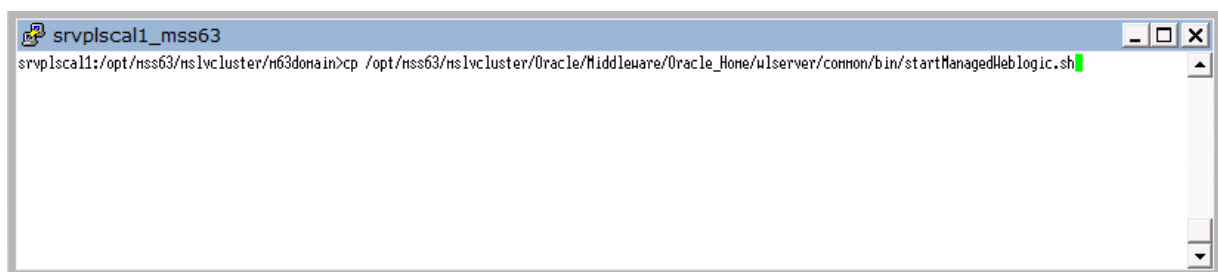 srvplscal1_mss63
srvplscal1:/opt/mss63/mslvcluster/m63domain>cp /opt/mss63/mslvcluster/Oracle/Middleware/Oracle_Home/wlserver/common/bin/startManagedWeblogic.sh